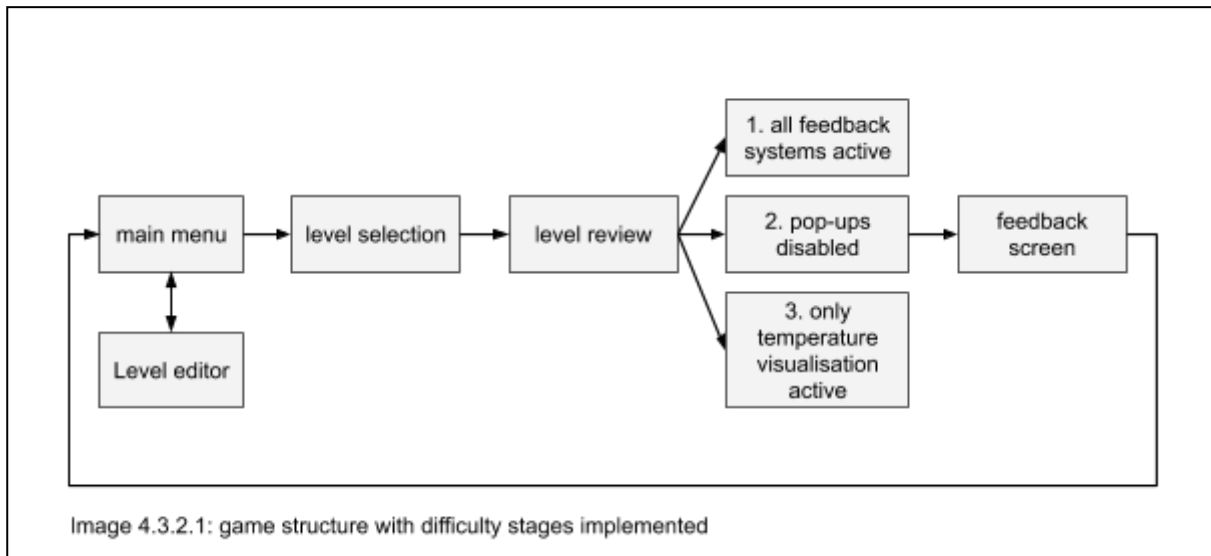 main menu
Level editor
level selection
level review
1. all feedback
systems active
2. pop-ups
disabled
3. only
temperature
visualisation
active
feedback
screen
Image 4.3.2.1: game structure with difficulty stages implemented